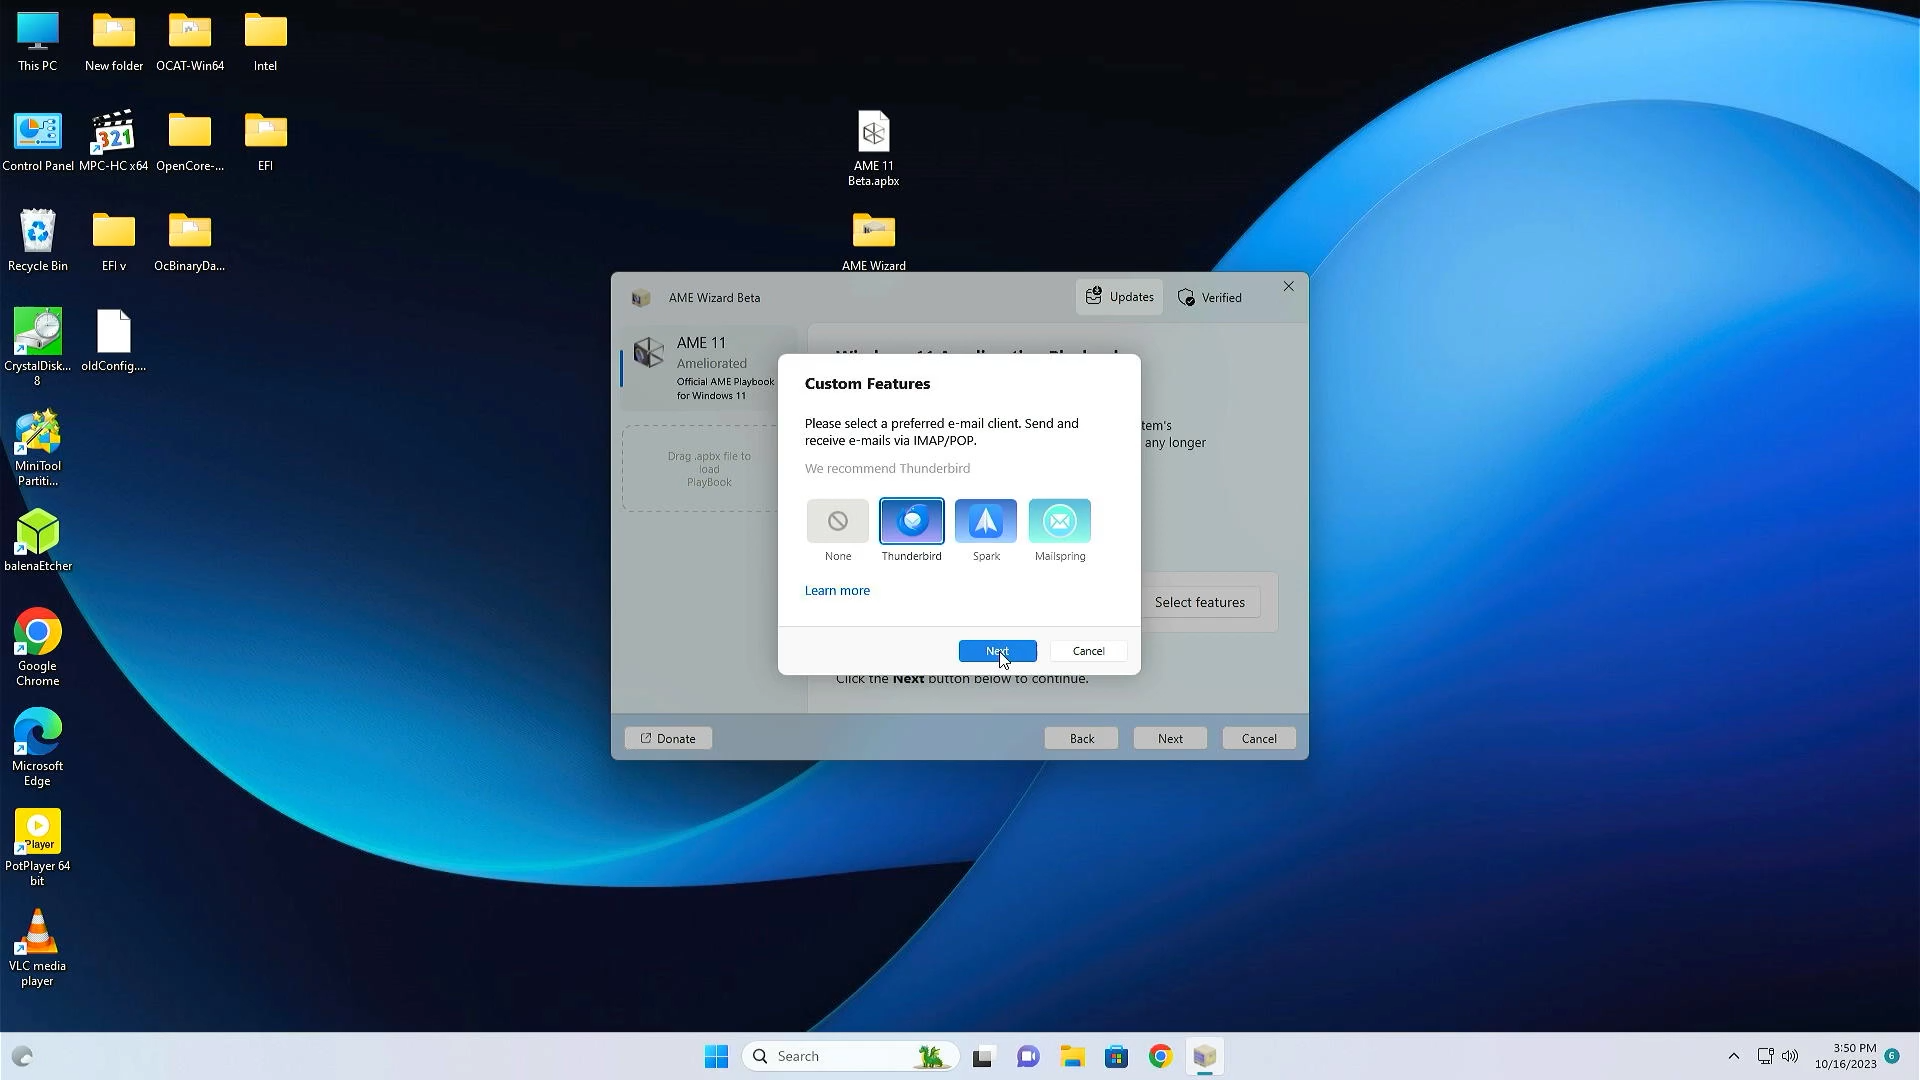 This PC
New folder
OCAT-Win64
Intel
Control Panel
MPC-HC x64
321
OpenCore-...
EFI
Recycle Bin
EFI v
OcBinaryDa...
CrystalDisk...
8
oldConfig....
MiniTool
Partiti...
balenaEtcher
Google
Chrome
Microsoft
Edge
Player
PotPlayer 64
bit
VLC media
player
AME 11
Beta.apbx
AME Wizard
AME Wizard Beta
Updates
Verified
AME 11
Ameliorated
Official AME Playbook
for Windows 11
Drag .apbx file to
load
PlayBook
tem's
any longer
Custom Features
Please select a preferred e-mail client. Send and
receive e-mails via IMAP/POP.
We recommend Thunderbird
None
Thunderbird
Spark
Mailspring
Learn more
Next
Cancel
Select features
Click the Next button below to continue.
Donate
Back
Next
Cancel
Search
3:50 PM
10/16/2023
6